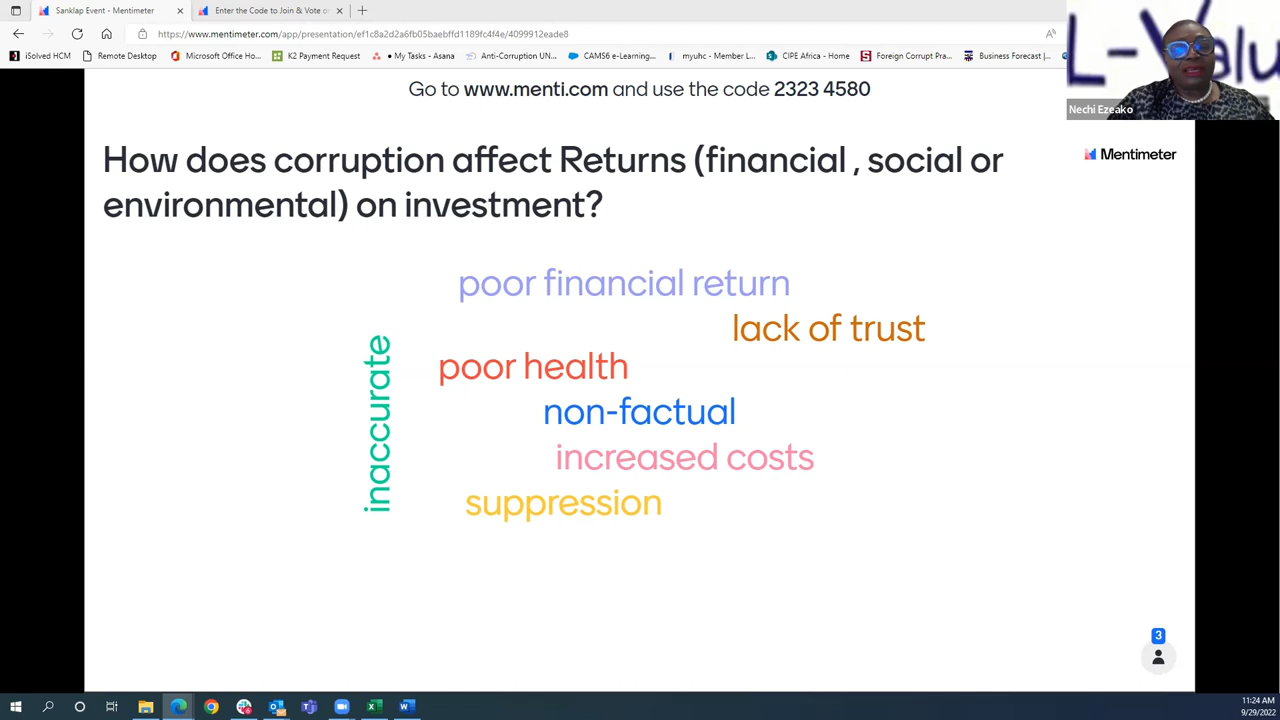 Sanklap Event - Mentimeter
Enter the Code to Join & Vote or
https://www.mentimeter.com/app/presentation/ef1c8a2d2a6fb05baebffd1189fc4f4e/4099912eade8
iSolved HCM
Remote Desktop
Microsoft Office Ho...
K2 Payment Request
My Tasks - Asana
Anti-Corruption UN...
CAMS6 e-Learning...
myuhc - Member L...
CIPE Africa - Home
Foreign Corrupt Pra...
Business Forecast |...
L-Valu
Nechi Ezeako
Go to www.menti.com and use the code 2323 4580
Mentimeter
How does corruption affect Returns (financial , social or
environmental) on investment?
poor financial return
lack of trust
inaccurate
poor health
non-factual
increased costs
suppression
3
11:24 AM
9/29/2022